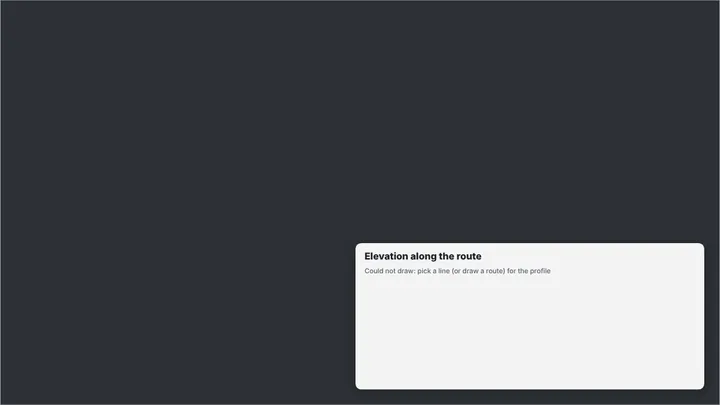 Elevation along the route
Could not draw: pick a line (or draw a route) for the profile